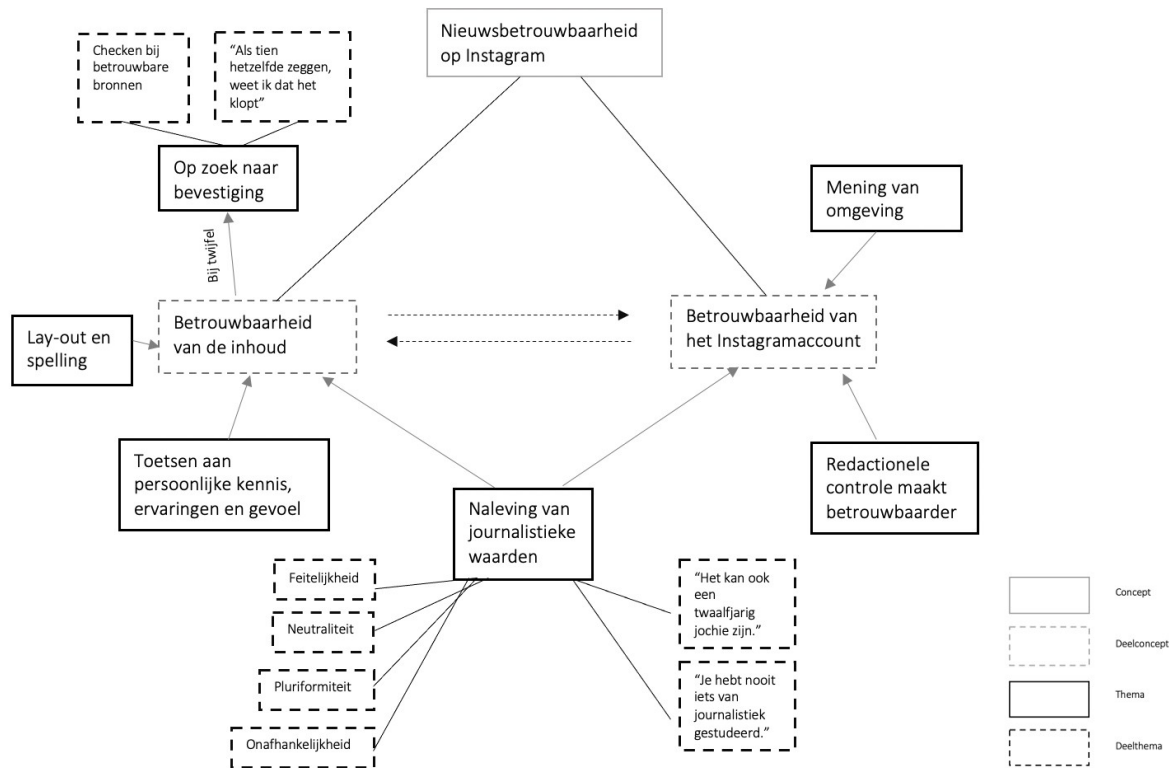 Nieuwsbetrouwbaarheid
op Instagram
Checken bij
betrouwbare
bronnen
“Als tien
hetzelfde zeggen,
weet ik dat het
klopt”
Op zoek naar
bevestiging
Mening van
omgeving
Bij twijfel
Lay-out en
spelling
Betrouwbaarheid
van de inhoud
Betrouwbaarheid van
het Instagramaccount
Toetsen aan
persoonlijke kennis,
ervaringen en gevoel
Naleving van
journalistieke
waarden
Redactionele
controle maakt
betrouwbaarder
Feitelijkheid
Neutraliteit
Pluriformiteit
Onafhankelijkheid
“Het kan ook
een
twaalfjarig
jochie zijn.”
“Je hebt nooit
iets van
journalistiek
gestudeerd.”
Concept
Deelconcept
Thema
Deelthema